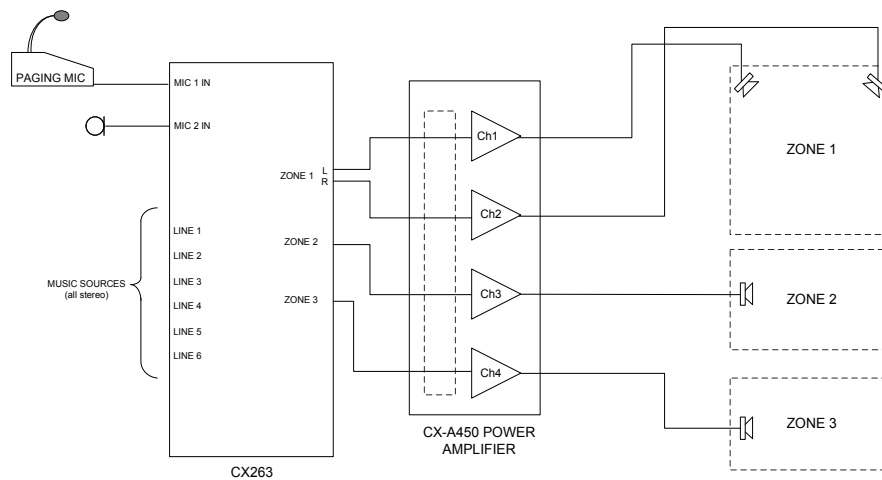 PAGING MIC
MIC 1 IN
MIC 2 IN
MUSIC SOURCES
(all stereo)
LINE 1
LINE 2
LINE 3
LINE 4
LINE 5
LINE 6
ZONE 1
L
R
ZONE 2
ZONE 3
CX263
Ch1
Ch2
Ch3
Ch4
CX-A450 POWER
AMPLIFIER
ZONE 1
ZONE 2
ZONE 3